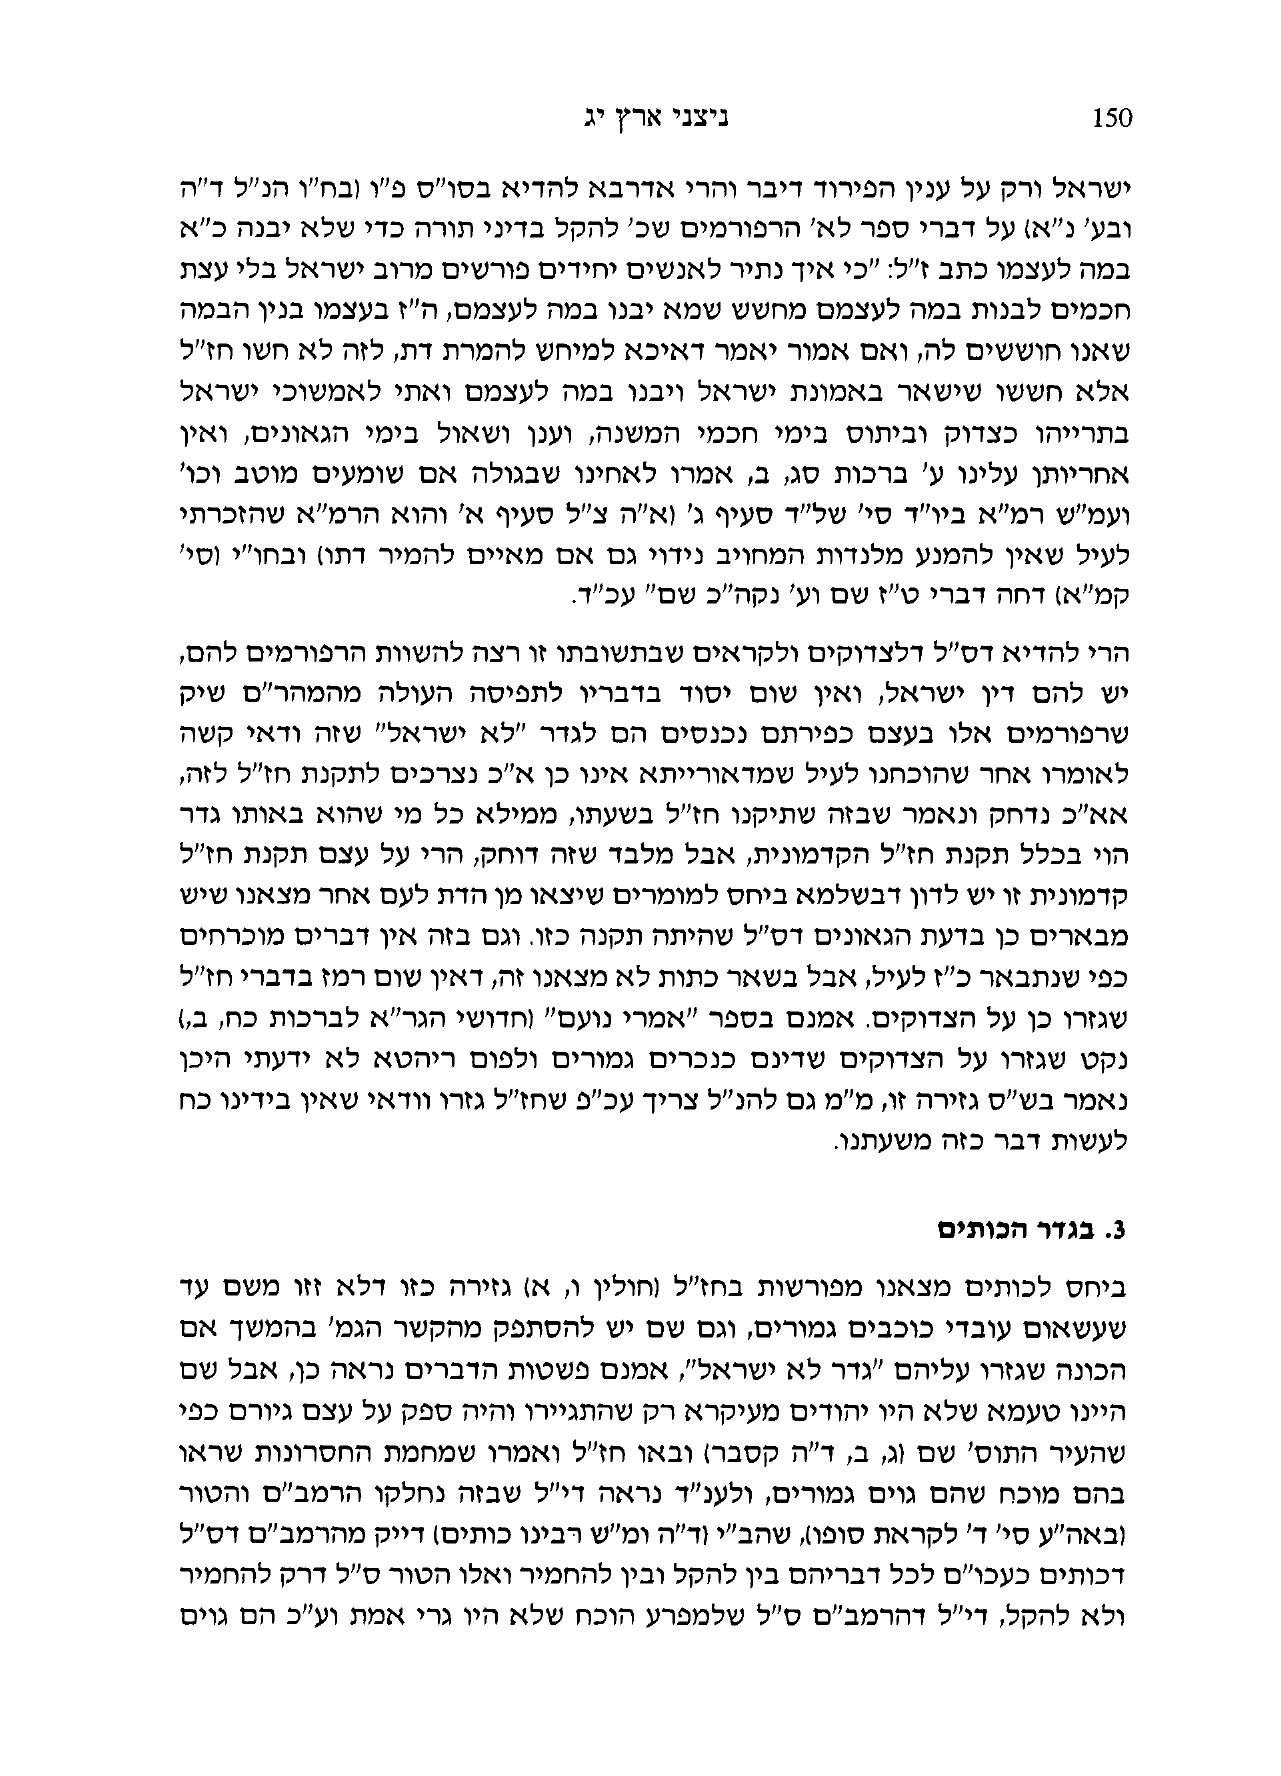 150
ניצני ארץ יג
ישראל ורק על ענין הפירוד דיבר והרי אדרבא להדיא בסו"ס פ"ו (בח"ו הנ"ל ד"ה
ובע' נ"א) על דברי ספר לא' הרפורמים שכ' להקל בדיני תורה כדי שלא יבנה כ"א
במה לעצמו כתב ז"ל: "כי איך נתיר לאנשים יחידים פורשים מרוב ישראל בלי עצת
חכמים לבנות במה לעצמם מחשש שמא יבנו במה לעצמם, ה"ז בעצמו בנין הבמה
שאנו חוששים לה, ואם אמור יאמר דאיכא למיחש להמרת דת, לזה לא חשו חז"ל
אלא חששו שישאר באמונת ישראל ויבנו במה לעצמם ואתי לאמשוכי ישראל
בתרייהו כצדוק וביתוס בימי חכמי המשנה, וענן ושאול בימי הגאונים, ואין
אחריותן עלינו ע' ברכות סג, ב, אמרו לאחינו שבגולה אם שומעים מוטב וכו'
ועמ"ש רמ"א ביו"ד סי' של"ד סעיף ג' (א"ה צ"ל סעיף א' והוא הרמ"א שהזכרתי
לעיל שאין להמנע מלנדות המחויב נידוי גם אם מאיים להמיר דתו) ובחו"י (סי'
קמ"א) דחה דברי ט"ז שם וע' נקה"כ שם" עכ"ד.
הרי להדיא דס"ל דלצדוקים ולקראים שבתשובתו זו רצה להשוות הרפורמים להם,
יש להם דין ישראל, ואין שום יסוד בדבריו לתפיסה העולה מהמהר"ם שיק
שרפורמים אלו בעצם כפירתם נכנסים הם לגדר "לא ישראל" שזה ודאי קשה
לאומרו אחר שהוכחנו לעיל שמדאורייתא אינו כן א"כ נצרכים לתקנת חז"ל לזה,
אא"כ נדחק ונאמר שבזה שתיקנו חז"ל בשעתו, ממילא כל מי שהוא באותו גדר
הוי בכלל תקנת חז"ל הקדמונית, אבל מלבד שזה דוחק, הרי על עצם תקנת חז"ל
קדמונית זו יש לדון דבשלמא ביחס למומרים שיצאו מן הדת לעם אחר מצאנו שיש
מבארים כן בדעת הגאונים דס"ל שהיתה תקנה כזו. וגם בזה אין דברים מוכרחים
כפי שנתבאר כ"ז לעיל, אבל בשאר כתות לא מצאנו זה, דאין שום רמז בדברי חז"ל
שגזרו כן על הצדוקים. אמנם בספר "אמרי נועם" (חדושי הגר"א לברכות כח, ב,)
נקט שגזרו על הצדוקים שדינם כנכרים גמורים ולפום ריהטא לא ידעתי היכן
נאמר בש"ס גזירה זו, מ"מ גם להנ"ל צריך עכ"פ שחז"ל גזרו וודאי שאין בידינו כח
לעשות דבר כזה משעתנו.
3. בגדר הכותים
ביחס לכותים מצאנו מפורשות בחז"ל (חולין ו, א) גזירה כזו דלא זזו משם עד
שעשאום עובדי כוכבים גמורים, וגם שם יש להסתפק מהקשר הגמ' בהמשך אם
הכונה שגזרו עליהם "גדר לא ישראל", אמנם פשטות הדברים נראה כן, אבל שם
היינו טעמא שלא היו יהודים מעיקרא רק שהתגיירו והיה ספק על עצם גיורם כפי
שהעיר התוס' שם (ג, ב, ד"ה קסבר) ובאו חז"ל ואמרו שמחמת החסרונות שראו
בהם מוכח שהם גוים גמורים, ולענ"ד נראה די"ל שבזה נחלקו הרמב"ם והטור
(באה"ע סי' ד' לקראת סופו), שהב"י (ד"ה ומ"ש רבינו כותים) דייק מהרמב"ם דס"ל
דכותים כעכו"ם לכל דבריהם בין להקל ובין להחמיר ואלו הטור ס"ל דרק להחמיר
ולא להקל, די"ל דהרמב"ם ס"ל שלמפרע הוכח שלא היו גרי אמת וע"כ הם גוים